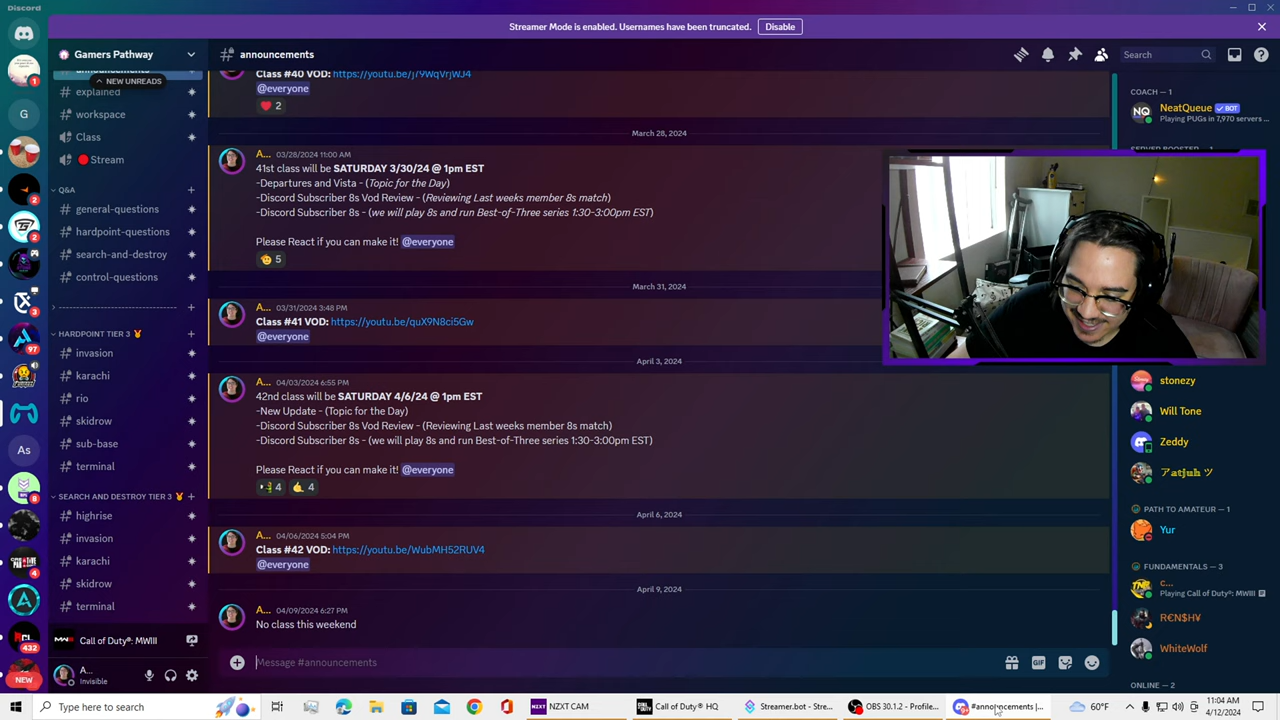 Discord
Streamer Mode is enabled. Usernames have been truncated. Disable
Gamers Pathway
announcements
Search
NEW UNREADS
explained
workspace
Class
Stream
Q&A
general-questions
hardpoint-questions
search-and-destroy
control-questions
HARDPOINT TIER 3
invasion
karachi
rio
skidrow
sub-base
terminal
SEARCH AND DESTROY TIER 3
highrise
invasion
karachi
skidrow
terminal
Call of Duty®: MWIII
A...
Invisible
G
As
1
2
2
3
97
8
4
432
NEW
Class #40 VOD: https://youtu.be/j79WqVrjWJ4
@everyone
2
March 28, 2024
A... 03/28/2024 11:00 AM
41st class will be SATURDAY 3/30/24 @ 1pm EST
-Departures and Vista - (Topic for the Day)
-Discord Subscriber 8s Vod Review - (Reviewing Last weeks member 8s match)
-Discord Subscriber 8s - (we will play 8s and run Best-of-Three series 1:30-3:00pm EST)
Please React if you can make it! @everyone
5
March 31, 2024
A... 03/31/2024 3:48 PM
Class #41 VOD: https://youtu.be/quX9N8ci5Gw
@everyone
April 3, 2024
A... 04/03/2024 6:55 PM
42nd class will be SATURDAY 4/6/24 @ 1pm EST
-New Update - (Topic for the Day)
-Discord Subscriber 8s Vod Review - (Reviewing Last weeks member 8s match)
-Discord Subscriber 8s - (we will play 8s and run Best-of-Three series 1:30-3:00pm EST)
Please React if you can make it! @everyone
4 4
April 6, 2024
A... 04/06/2024 5:04 PM
Class #42 VOD: https://youtu.be/WubMH52RUV4
@everyone
April 9, 2024
A... 04/09/2024 6:27 PM
No class this weekend
Message #announcements
GIF
COACH — 1
NeatQueue BOT
Playing PUGs in 7,970 servers ...
stonezy
Will Tone
Zeddy
PATH TO AMATEUR — 1
Yur
FUNDAMENTALS — 3
c...
Playing Call of Duty®: MWIII
R€N$H¥
WhiteWolf
ONLINE — 2
Type here to search
NZXT CAM
Call of Duty® HQ
Streamer.bot - Stre...
OBS 30.1.2 - Profile...
#announcements |...
60°F
11:04 AM
4/12/2024